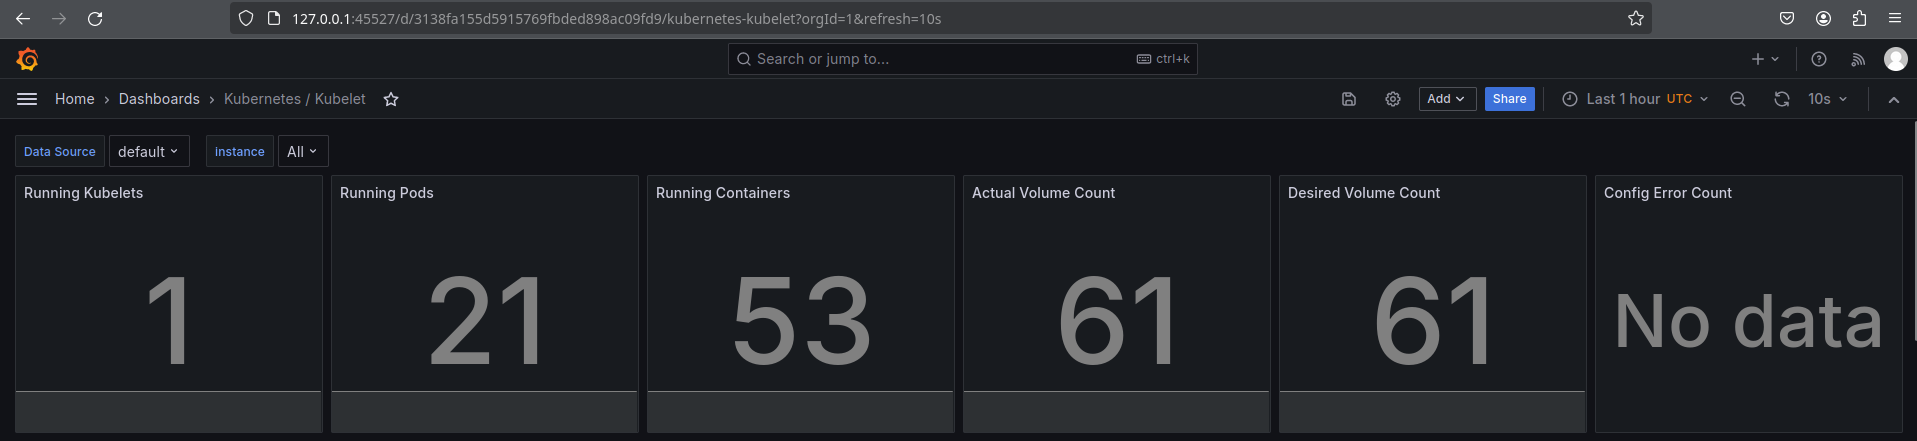 127.0.0.1:45527/d/3138fa155d5915769fbded898ac09fd9/kubernetes-kubelet?orgId=1&refresh=10s
Search or jump to... ctrl+k
Home › Dashboards › Kubernetes / Kubelet Add Share Last 1 hour UTC 10s
Data Source default instance All
Running Kubelets
1
Running Pods
21
Running Containers
53
Actual Volume Count
61
Desired Volume Count
61
Config Error Count
No data